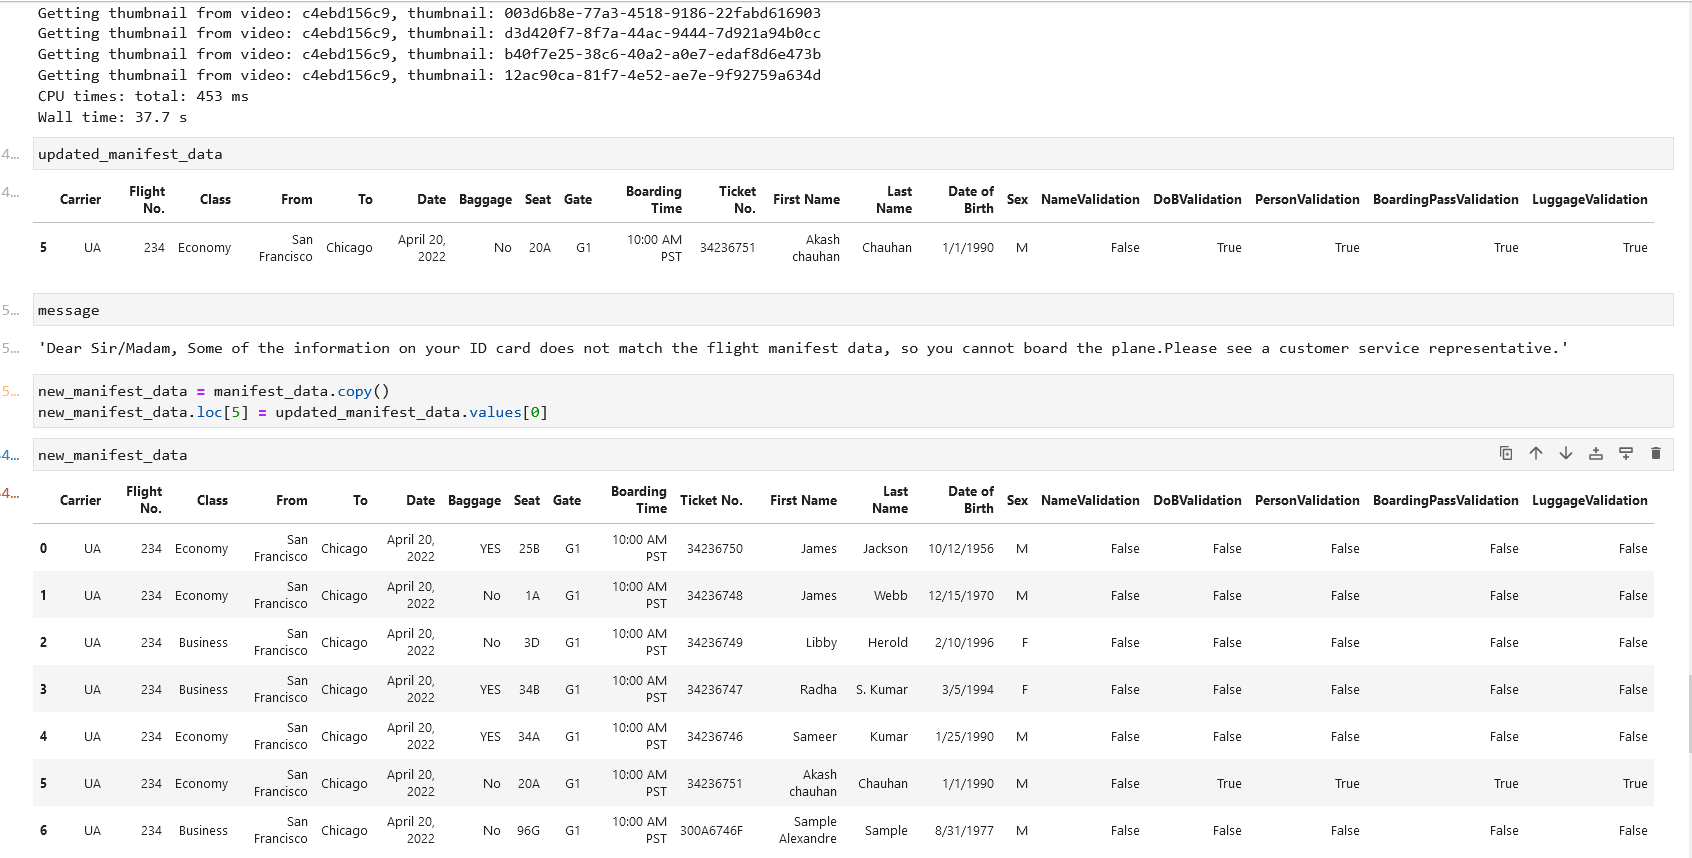 Getting thumbnail from video: c4ebd156c9, thumbnail: 003d6b8e-77a3-4518-9186-22fabd616903
Getting thumbnail from video: c4ebd156c9, thumbnail: d3d420f7-8f7a-44ac-9444-7d921a94b0cc
Getting thumbnail from video: c4ebd156c9, thumbnail: b40f7e25-38c6-40a2-a0e7-edaf8d6e473b
Getting thumbnail from video: c4ebd156c9, thumbnail: 12ac90ca-81f7-4e52-ae7e-9f92759a634d
CPU times: total: 453 ms
Wall time: 37.7 s
4... updated_manifest_data
4... Carrier Flight No. Class From To Date Baggage Seat Gate Boarding Time Ticket No. First Name Last Name Date of Birth Sex NameValidation DoBValidation PersonValidation BoardingPassValidation LuggageValidation
5 UA 234 Economy San Francisco Chicago April 20, 2022 No 20A G1 10:00 AM PST 34236751 Akash chauhan Chauhan 1/1/1990 M False True True True True
5... message
5... 'Dear Sir/Madam, Some of the information on your ID card does not match the flight manifest data, so you cannot board the plane.Please see a customer service representative.'
5... new_manifest_data = manifest_data.copy()
new_manifest_data.loc[5] = updated_manifest_data.values[0]
4... new_manifest_data
4... Carrier Flight No. Class From To Date Baggage Seat Gate Boarding Time Ticket No. First Name Last Name Date of Birth Sex NameValidation DoBValidation PersonValidation BoardingPassValidation LuggageValidation
0 UA 234 Economy San Francisco Chicago April 20, 2022 YES 25B G1 10:00 AM PST 34236750 James Jackson 10/12/1956 M False False False False False
1 UA 234 Economy San Francisco Chicago April 20, 2022 No 1A G1 10:00 AM PST 34236748 James Webb 12/15/1970 M False False False False False
2 UA 234 Business San Francisco Chicago April 20, 2022 No 3D G1 10:00 AM PST 34236749 Libby Herold 2/10/1996 F False False False False False
3 UA 234 Business San Francisco Chicago April 20, 2022 YES 34B G1 10:00 AM PST 34236747 Radha S. Kumar 3/5/1994 F False False False False False
4 UA 234 Economy San Francisco Chicago April 20, 2022 YES 34A G1 10:00 AM PST 34236746 Sameer Kumar 1/25/1990 M False False False False False
5 UA 234 Economy San Francisco Chicago April 20, 2022 No 20A G1 10:00 AM PST 34236751 Akash chauhan Chauhan 1/1/1990 M False True True True True
6 UA 234 Business San Francisco Chicago April 20, 2022 No 96G G1 10:00 AM PST 300A6746F Sample Alexandre Sample 8/31/1977 M False False False False False